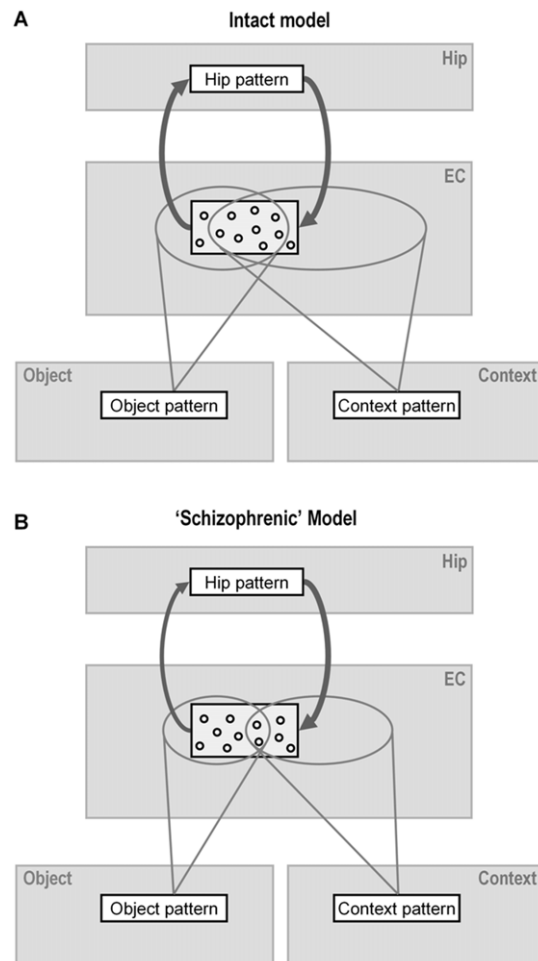 A
Intact model
Hip
Hip pattern
EC
Object
Context
Object pattern
Context pattern
B
‘Schizophrenic’ Model
Hip
Hip pattern
EC
Object
Context
Object pattern
Context pattern